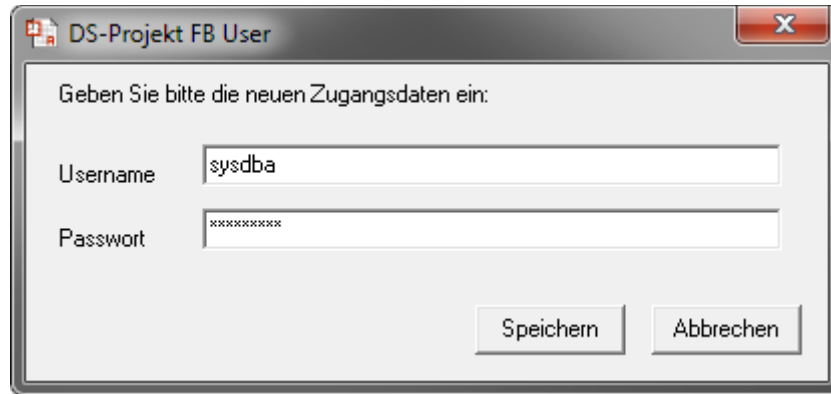 DS-Projekt FB User
Geben Sie bitte die neuen Zugangsdaten ein:
Username sysdba
Passwort *********
Speichern Abbrechen